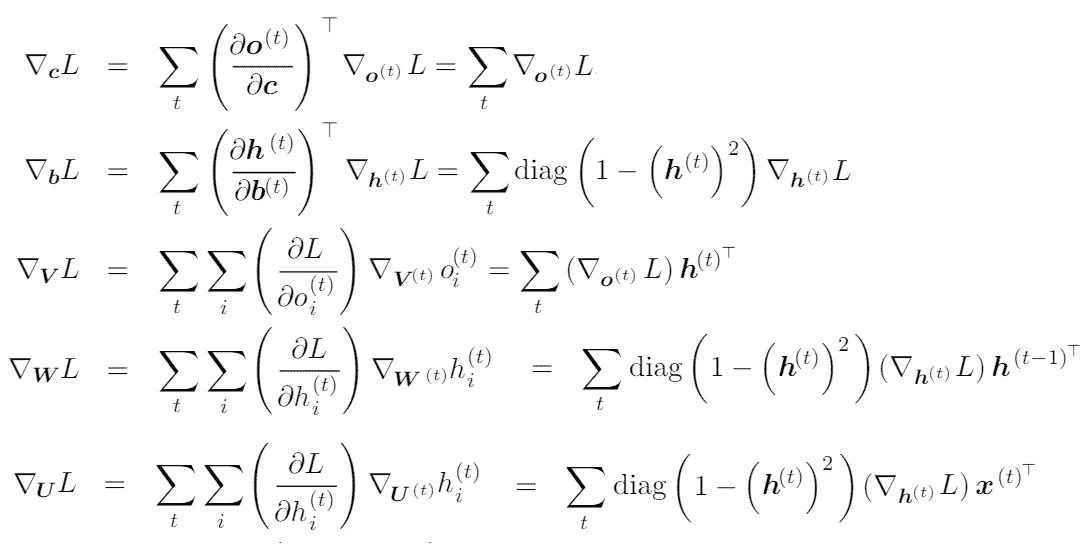 ∇_𝒄 L = ∑_t (∂𝒐^(t) / ∂𝒄)^⊤ ∇_{𝒐^(t)} L = ∑_t ∇_{𝒐^(t)} L
∇_𝒃 L = ∑_t (∂𝒉^(t) / ∂𝒃^(t))^⊤ ∇_{𝒉^(t)} L = ∑_t diag (1 − (𝒉^(t))^2) ∇_{𝒉^(t)} L
∇_𝑽 L = ∑_t ∑_i (∂L / ∂o_i^(t)) ∇_{𝑽^(t)} o_i^(t) = ∑_t (∇_{𝒐^(t)} L) 𝒉^(t)^⊤
∇_𝑾 L = ∑_t ∑_i (∂L / ∂h_i^(t)) ∇_{𝑾^(t)} h_i^(t) = ∑_t diag (1 − (𝒉^(t))^2) (∇_{𝒉^(t)} L) 𝒉^(t−1)^⊤
∇_𝑼 L = ∑_t ∑_i (∂L / ∂h_i^(t)) ∇_{𝑼^(t)} h_i^(t) = ∑_t diag (1 − (𝒉^(t))^2) (∇_{𝒉^(t)} L) 𝒙^(t)^⊤